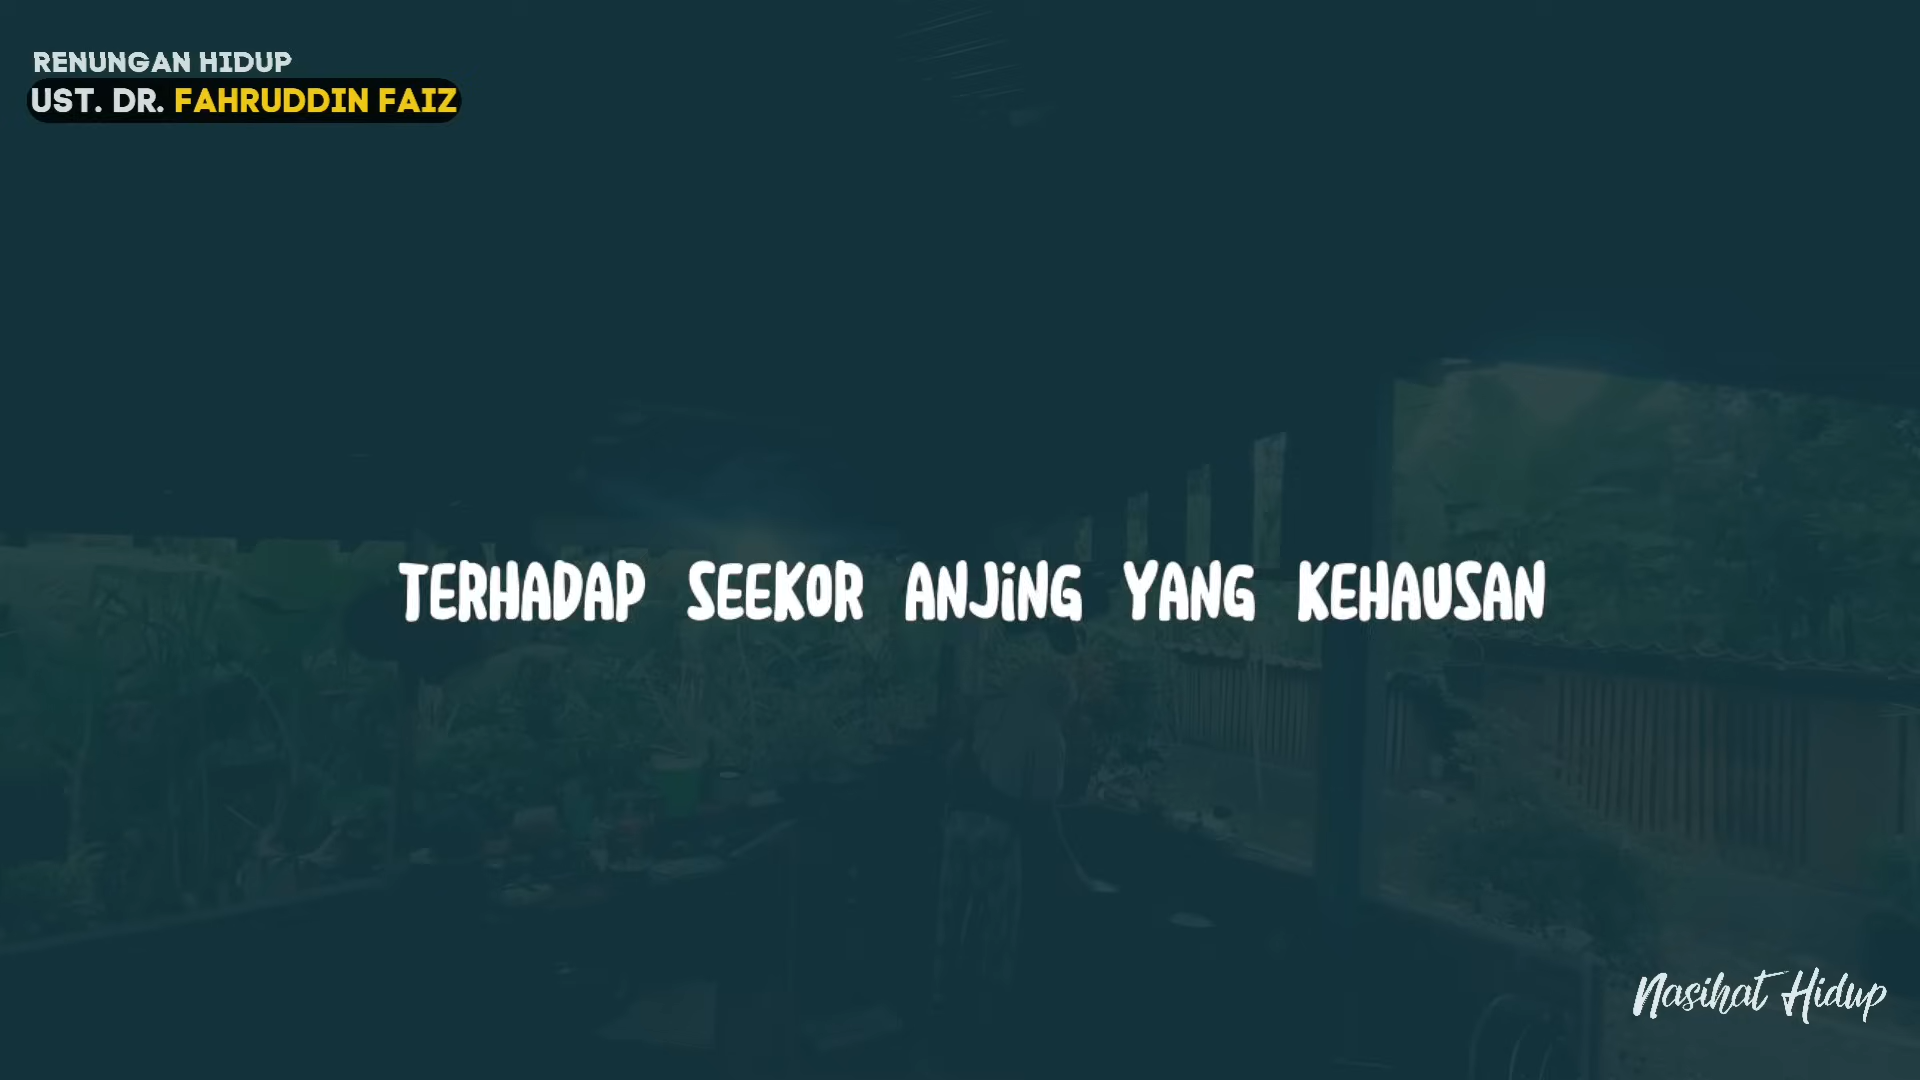 RENUNGAN HIDUP
UST. DR. FAHRUDDIN FAIZ
TERHADAP SEEKOR ANJING YANG KEHAUSAN
Nasihat Hidup